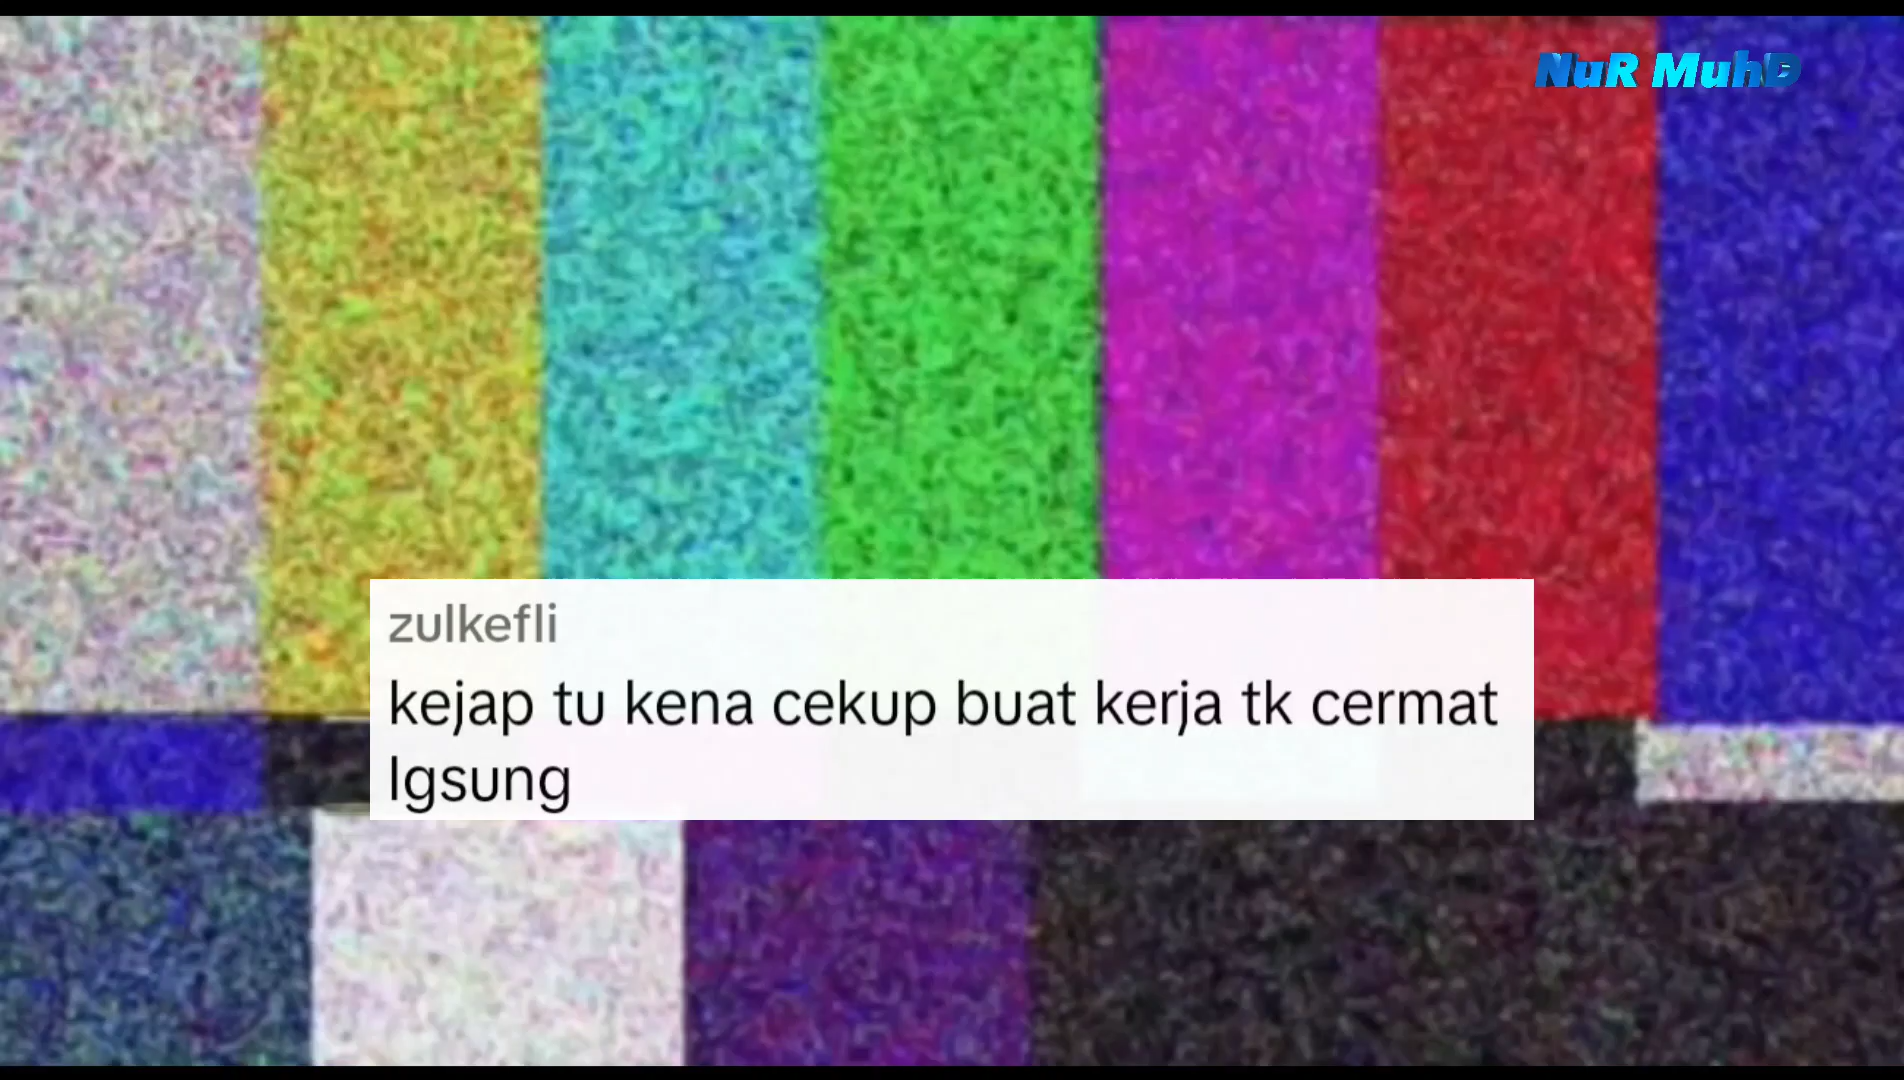 NuR MuhD
zulkefli
kejap tu kena cekup buat kerja tk cermat
lgsung